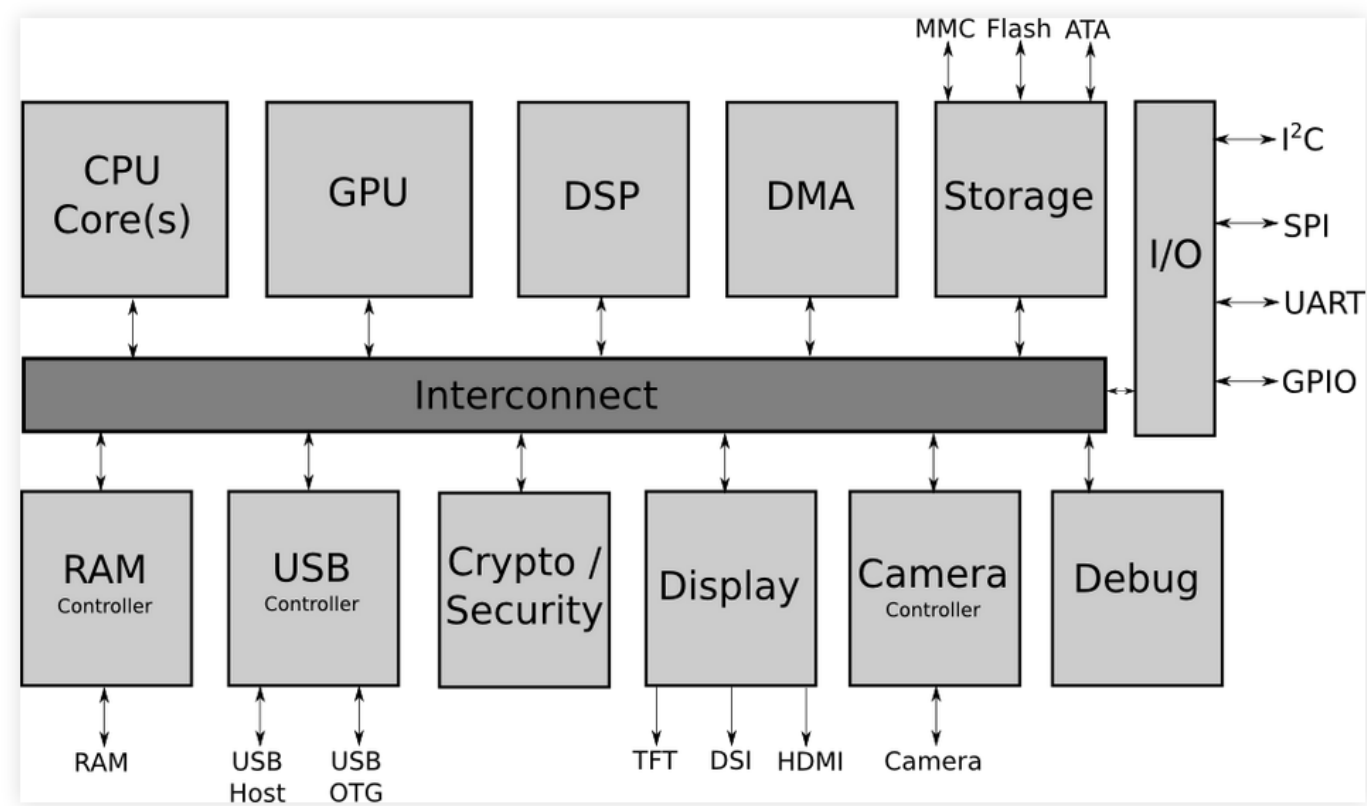 MMC Flash ATA
CPU
Core(s)
GPU
DSP
DMA
Storage
I/O
I²C
SPI
UART
GPIO
Interconnect
RAM
Controller
USB
Controller
Crypto /
Security
Display
Camera
Controller
Debug
RAM
USB
Host
USB
OTG
TFT
DSI
HDMI
Camera